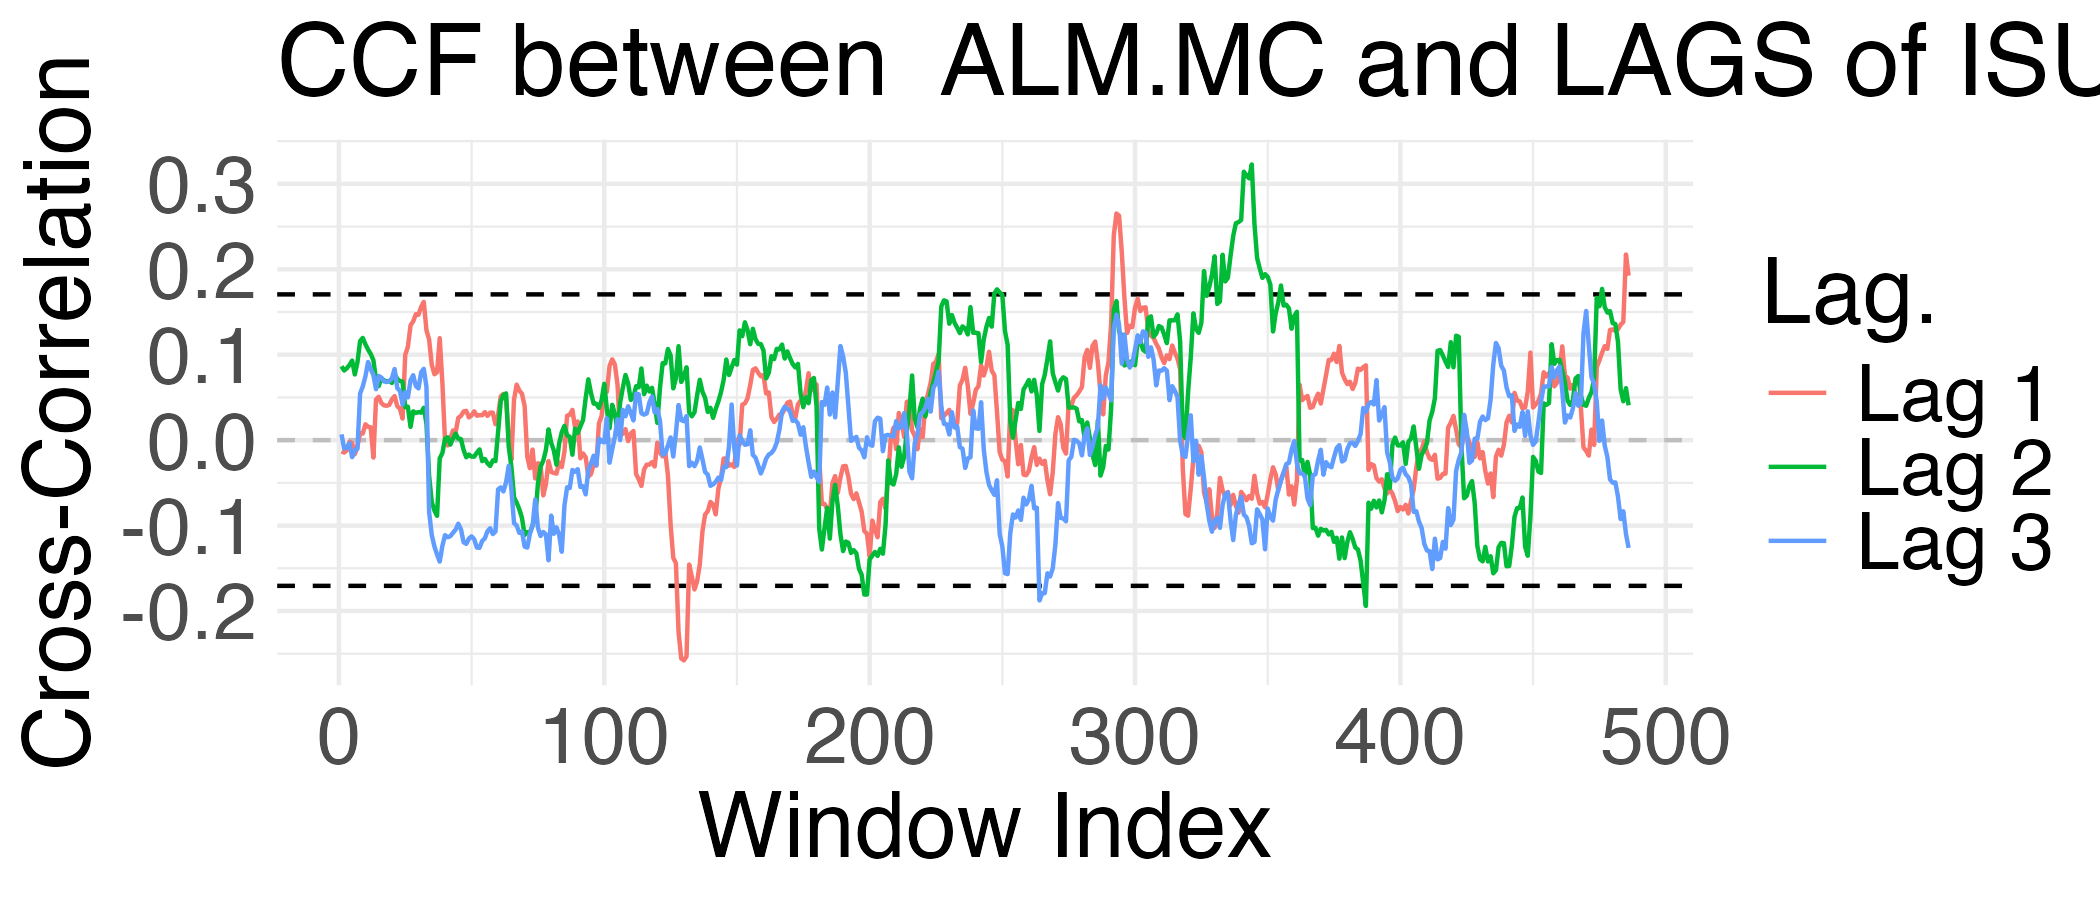 CCF between  ALM.MC and LAGS of ISU
Cross-Correlation
0.3
0.2
0.1
0.0
-0.1
-0.2
0 100 200 300 400 500
Window Index
Lag.
Lag 1
Lag 2
Lag 3